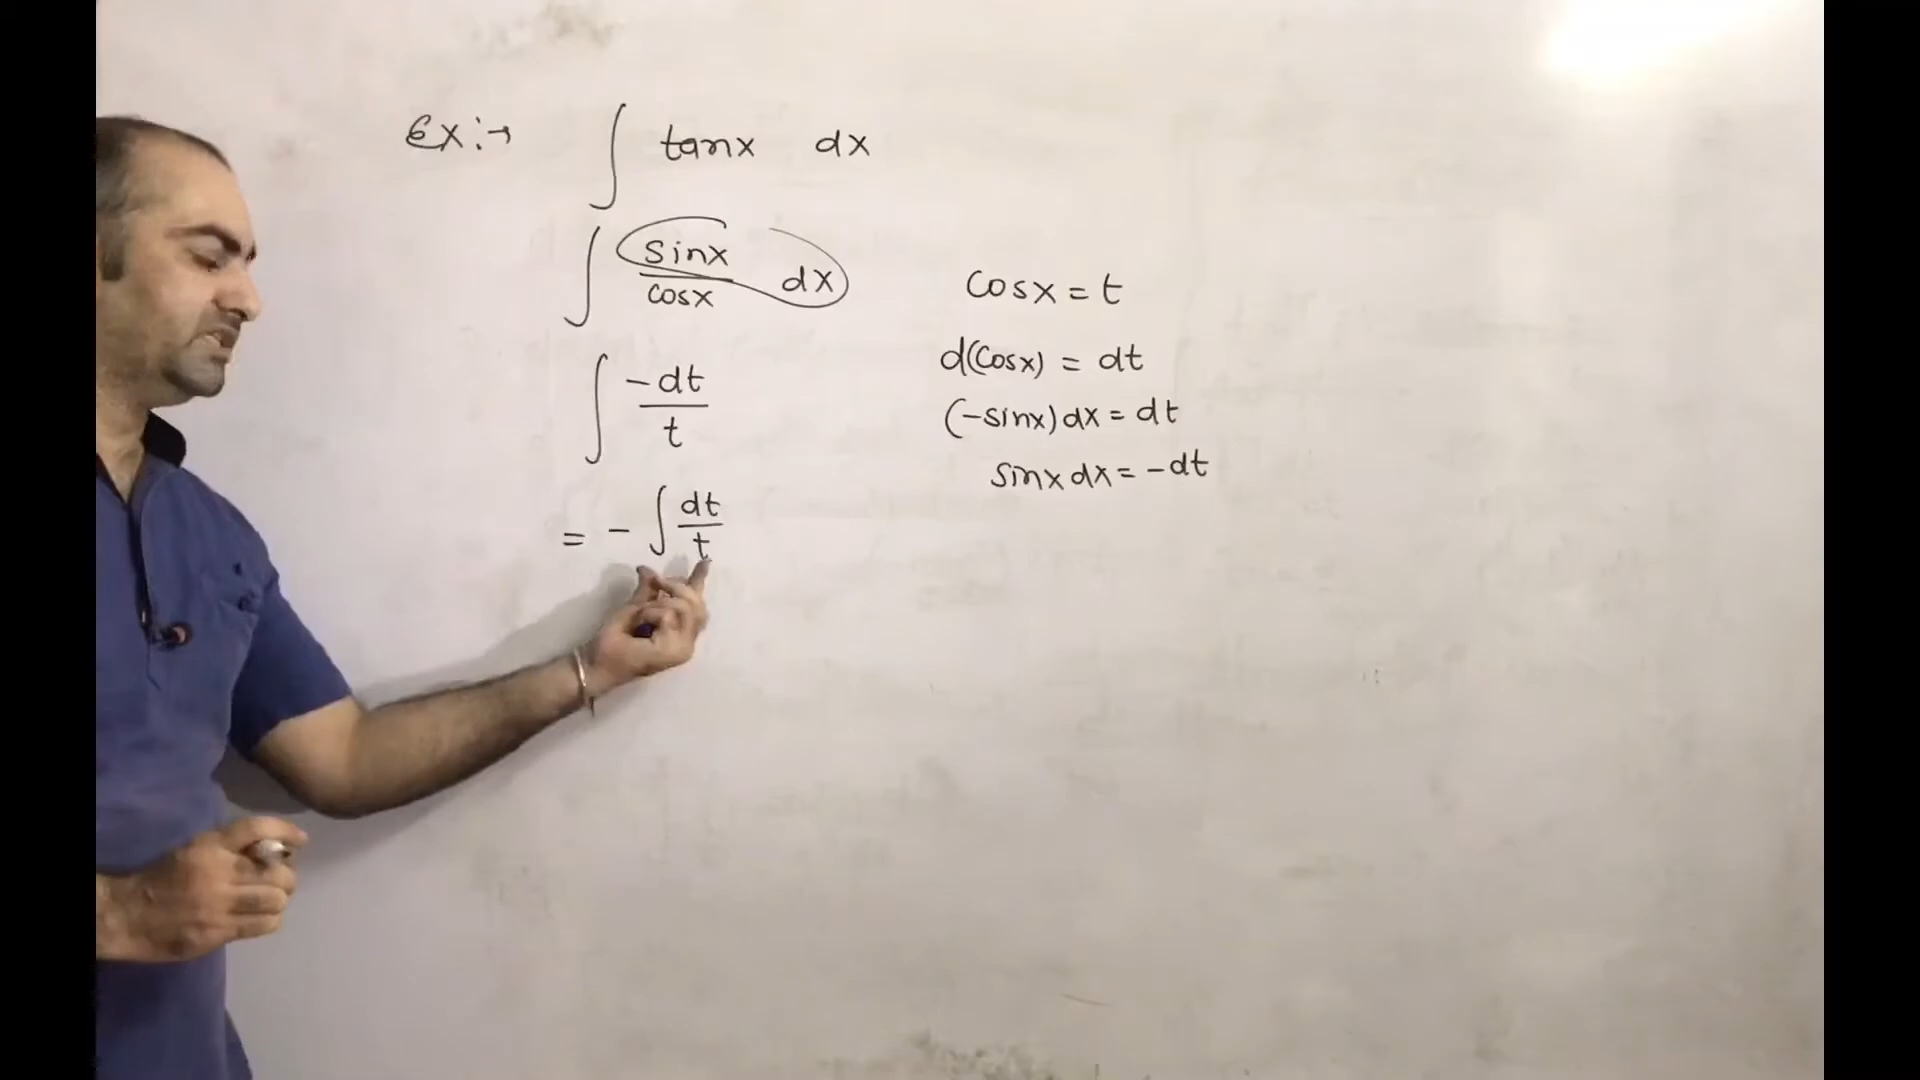 Ex:→ ∫ tanx dx
∫ sinx/cosx dx
∫ -dt/t
= - ∫ dt/t
cosx = t
d(cosx) = dt
(-sinx)dx = dt
sinx dx = -dt